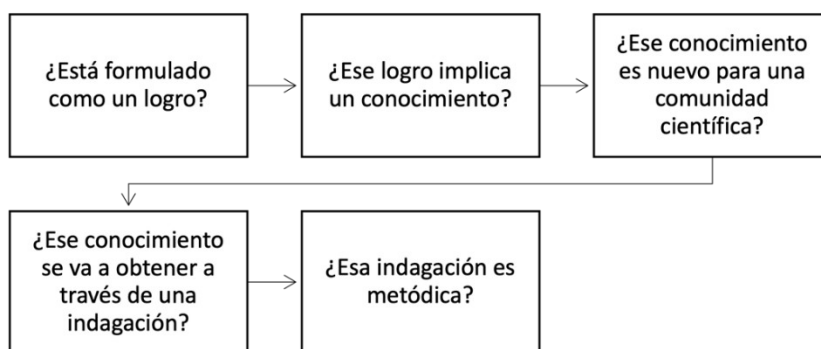 ¿Está formulado
como un logro?
¿Ese logro implica
un conocimiento?
¿Ese conocimiento
es nuevo para una
comunidad
científica?
¿Ese conocimiento
se va a obtener a
través de una
indagación?
¿Esa indagación es
metódica?